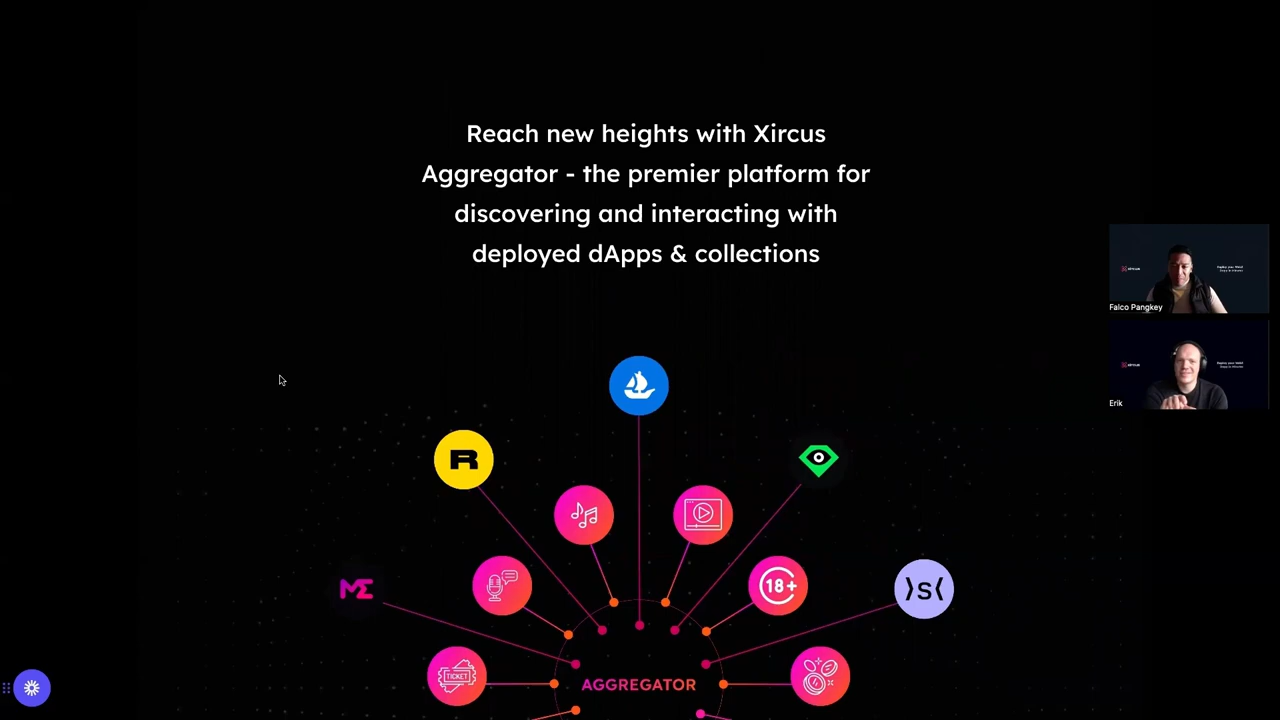 Reach new heights with Xircus
Aggregator - the premier platform for
discovering and interacting with
deployed dApps & collections
Falco Pangkey
Erik
R
ME
18+
⟩S⟨
TICKET
AGGREGATOR